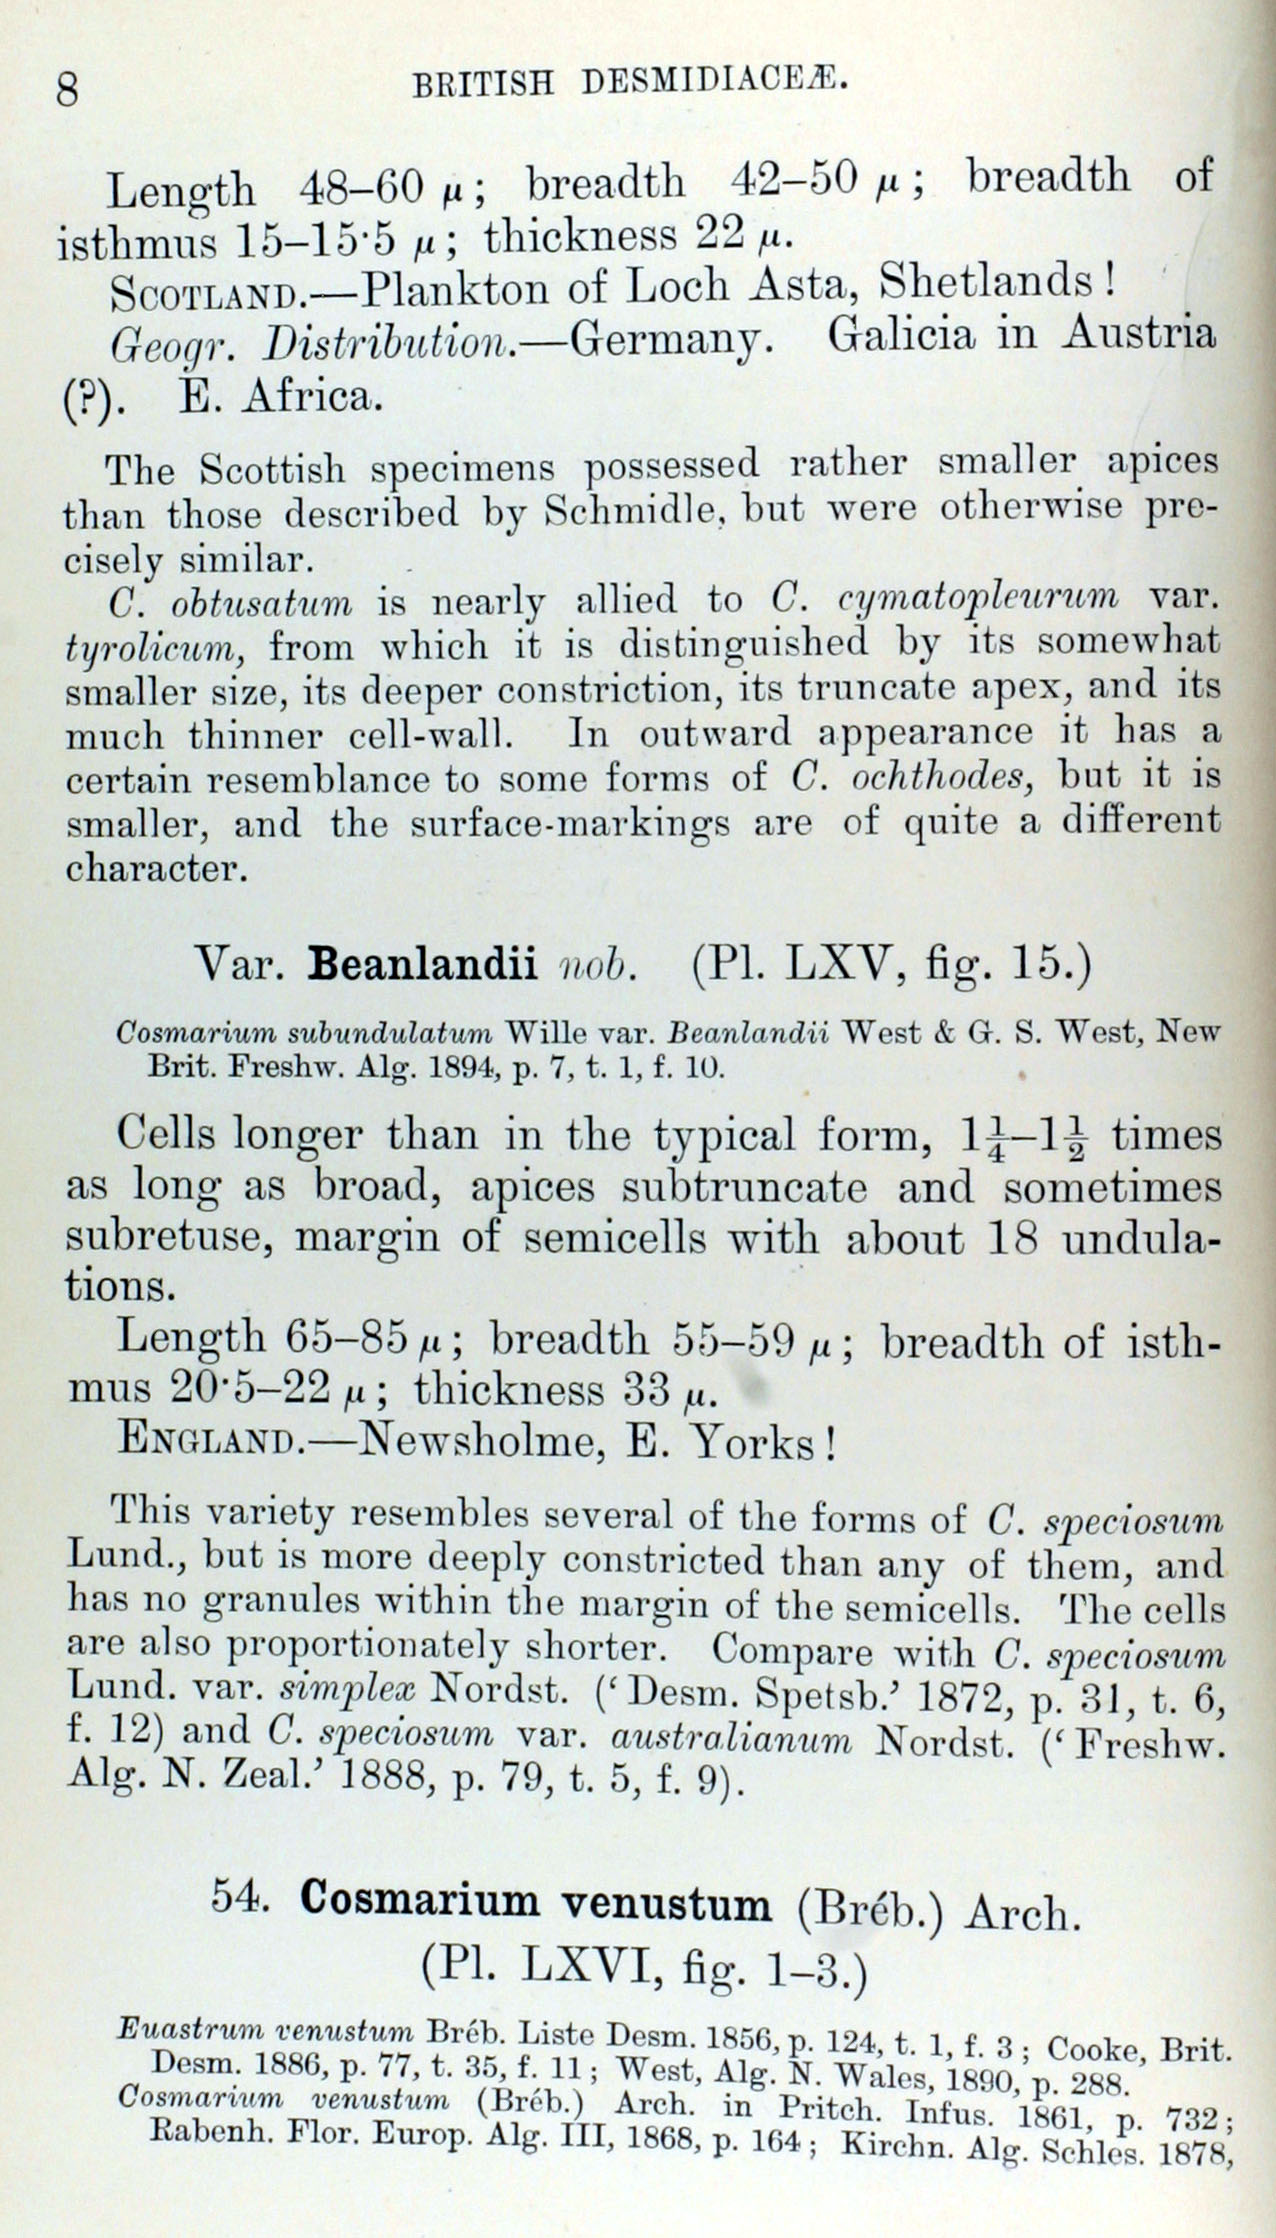 8
BRITISH DESMIDIACEÆ.
Length 48–60 μ; breadth 42–50 μ; breadth of
isthmus 15–15·5 μ; thickness 22 μ.
SCOTLAND.—Plankton of Loch Asta, Shetlands!
Geogr. Distribution.—Germany. Galicia in Austria
(?). E. Africa.
The Scottish specimens possessed rather smaller apices
than those described by Schmidle, but were otherwise pre-
cisely similar.
C. obtusatum is nearly allied to C. cymatopleurum var.
tyrolicum, from which it is distinguished by its somewhat
smaller size, its deeper constriction, its truncate apex, and its
much thinner cell-wall. In outward appearance it has a
certain resemblance to some forms of C. ochthodes, but it is
smaller, and the surface-markings are of quite a different
character.
Var. Beanlandii nob. (Pl. LXV, fig. 15.)
Cosmarium subundulatum Wille var. Beanlandii West & G. S. West, New
Brit. Freshw. Alg. 1894, p. 7, t. 1, f. 10.
Cells longer than in the typical form, 1¼–1½ times
as long as broad, apices subtruncate and sometimes
subretuse, margin of semicells with about 18 undula-
tions.
Length 65–85 μ; breadth 55–59 μ; breadth of isth-
mus 20·5–22 μ; thickness 33 μ.
ENGLAND.—Newsholme, E. Yorks!
This variety resembles several of the forms of C. speciosum
Lund., but is more deeply constricted than any of them, and
has no granules within the margin of the semicells. The cells
are also proportionately shorter. Compare with C. speciosum
Lund. var. simplex Nordst. (‘Desm. Spetsb.’ 1872, p. 31, t. 6,
f. 12) and C. speciosum var. australianum Nordst. (‘Freshw.
Alg. N. Zeal.’ 1888, p. 79, t. 5, f. 9).
54. Cosmarium venustum (Bréb.) Arch.
(Pl. LXVI, fig. 1–3.)
Euastrum venustum Bréb. Liste Desm. 1856, p. 124, t. 1, f. 3; Cooke, Brit.
Desm. 1886, p. 77, t. 35, f. 11; West, Alg. N. Wales, 1890, p. 288.
Cosmarium venustum (Bréb.) Arch. in Pritch. Infus. 1861, p. 732;
Rabenh. Flor. Europ. Alg. III, 1868, p. 164; Kirchn. Alg. Schles. 1878,